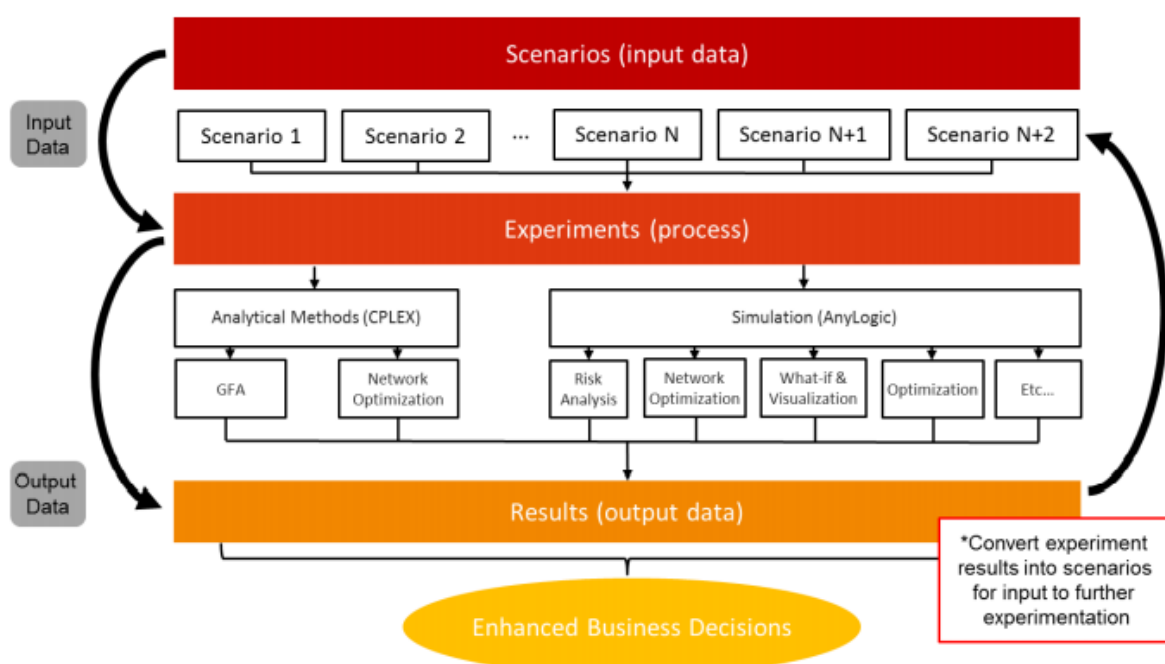 Scenarios (input data)
Input
Data
Scenario 1
Scenario 2
...
Scenario N
Scenario N+1
Scenario N+2
Experiments (process)
Analytical Methods (CPLEX)
Simulation (AnyLogic)
GFA
Network
Optimization
Risk
Analysis
Network
Optimization
What-if &
Visualization
Optimization
Etc...
Output
Data
Results (output data)
*Convert experiment
results into scenarios
for input to further
experimentation
Enhanced Business Decisions